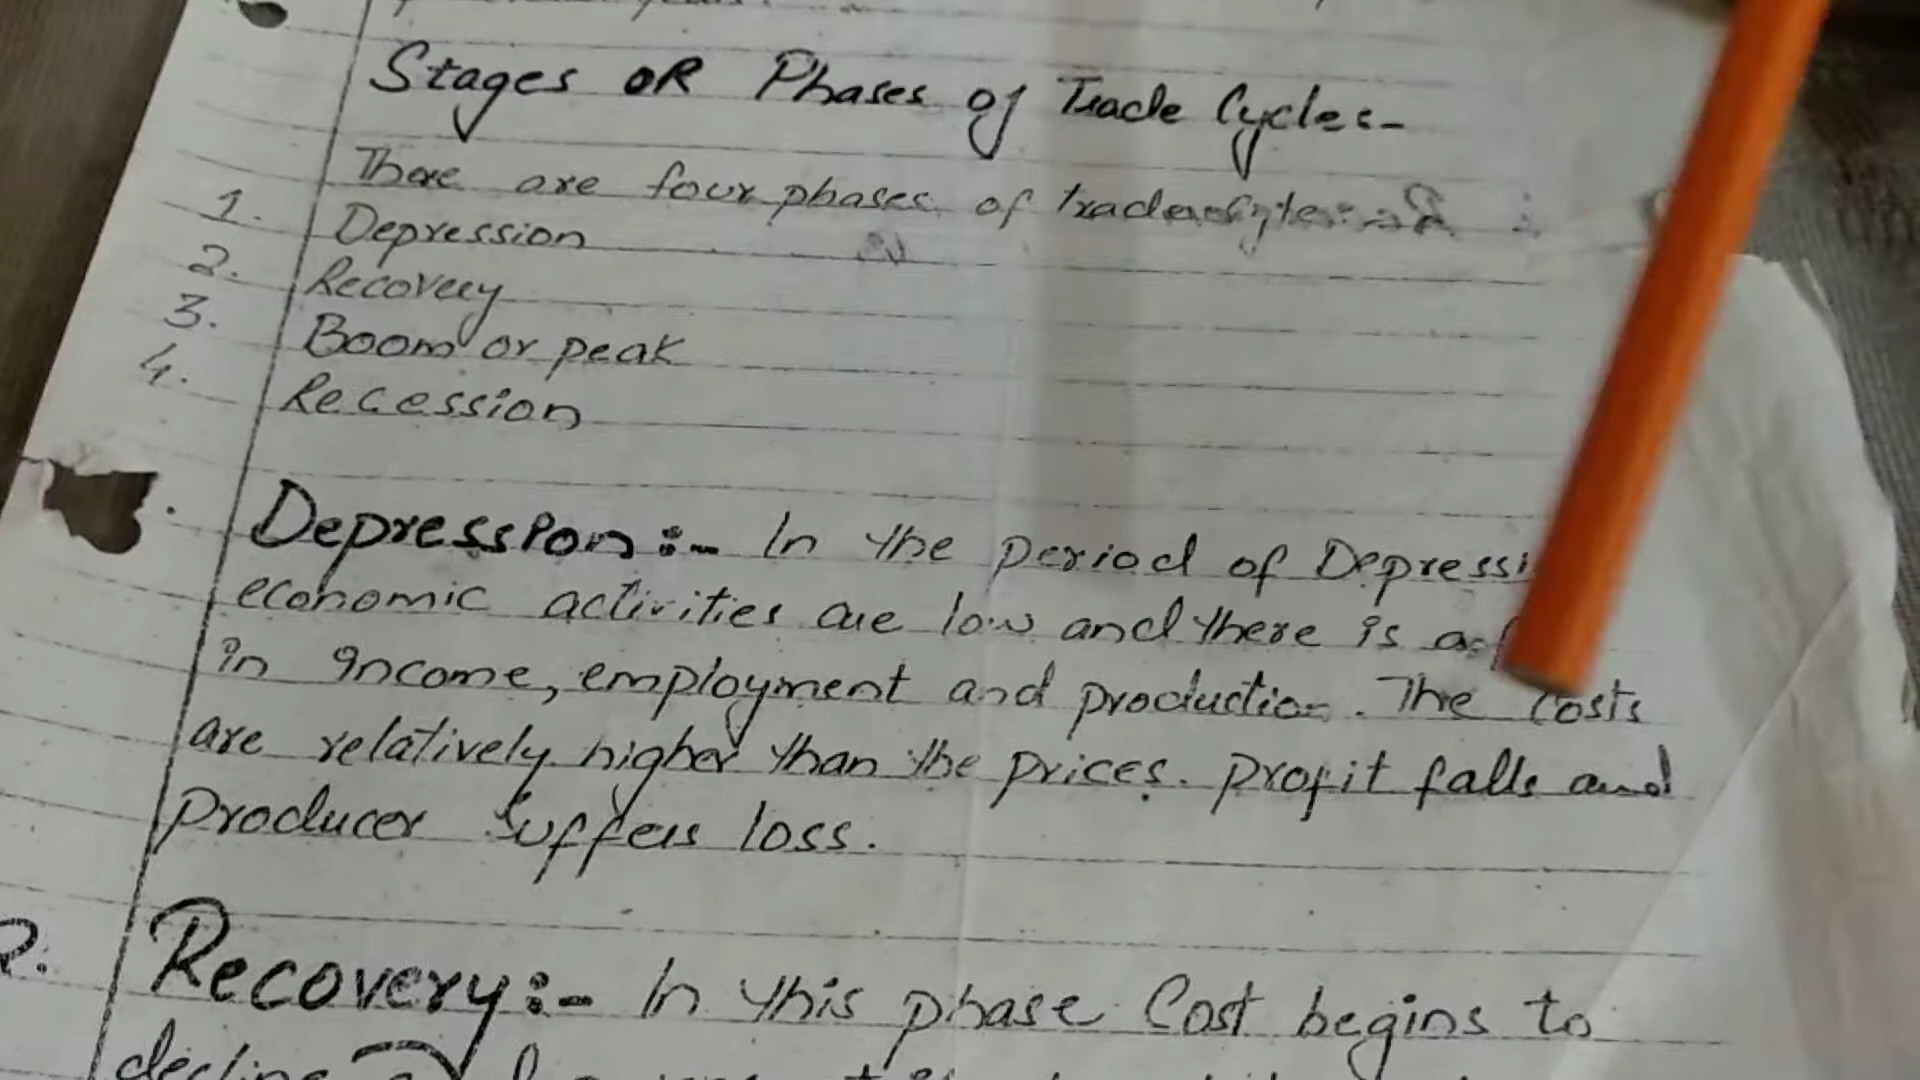 Stages OR Phases of Trade Cycles-
There are four phases of trade
1. Depression
2. Recovery
3. Boom or peak
4. Recession
Depression:- In the period of Depressi
economic activities are low and there is a
in income, employment and production. The Costs
are relatively higher than the prices. Profit falls and
Producer Suffers loss.
2. Recovery:- In this phase Cost begins to